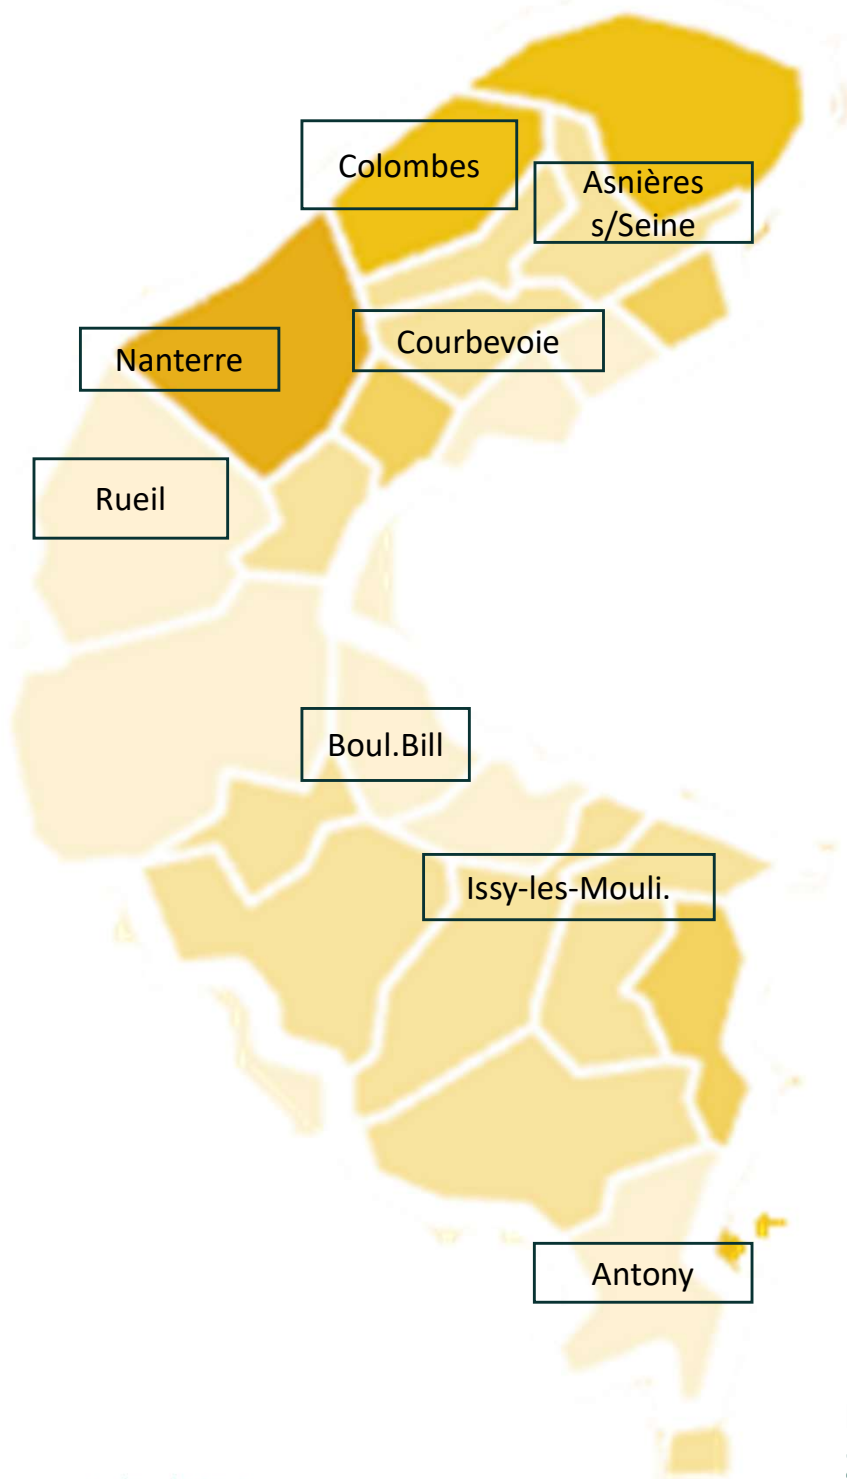 Colombes
Asnières
s/Seine
Courbevoie
Nanterre
Rueil
Boul.Bill
Issy-les-Mouli.
Antony